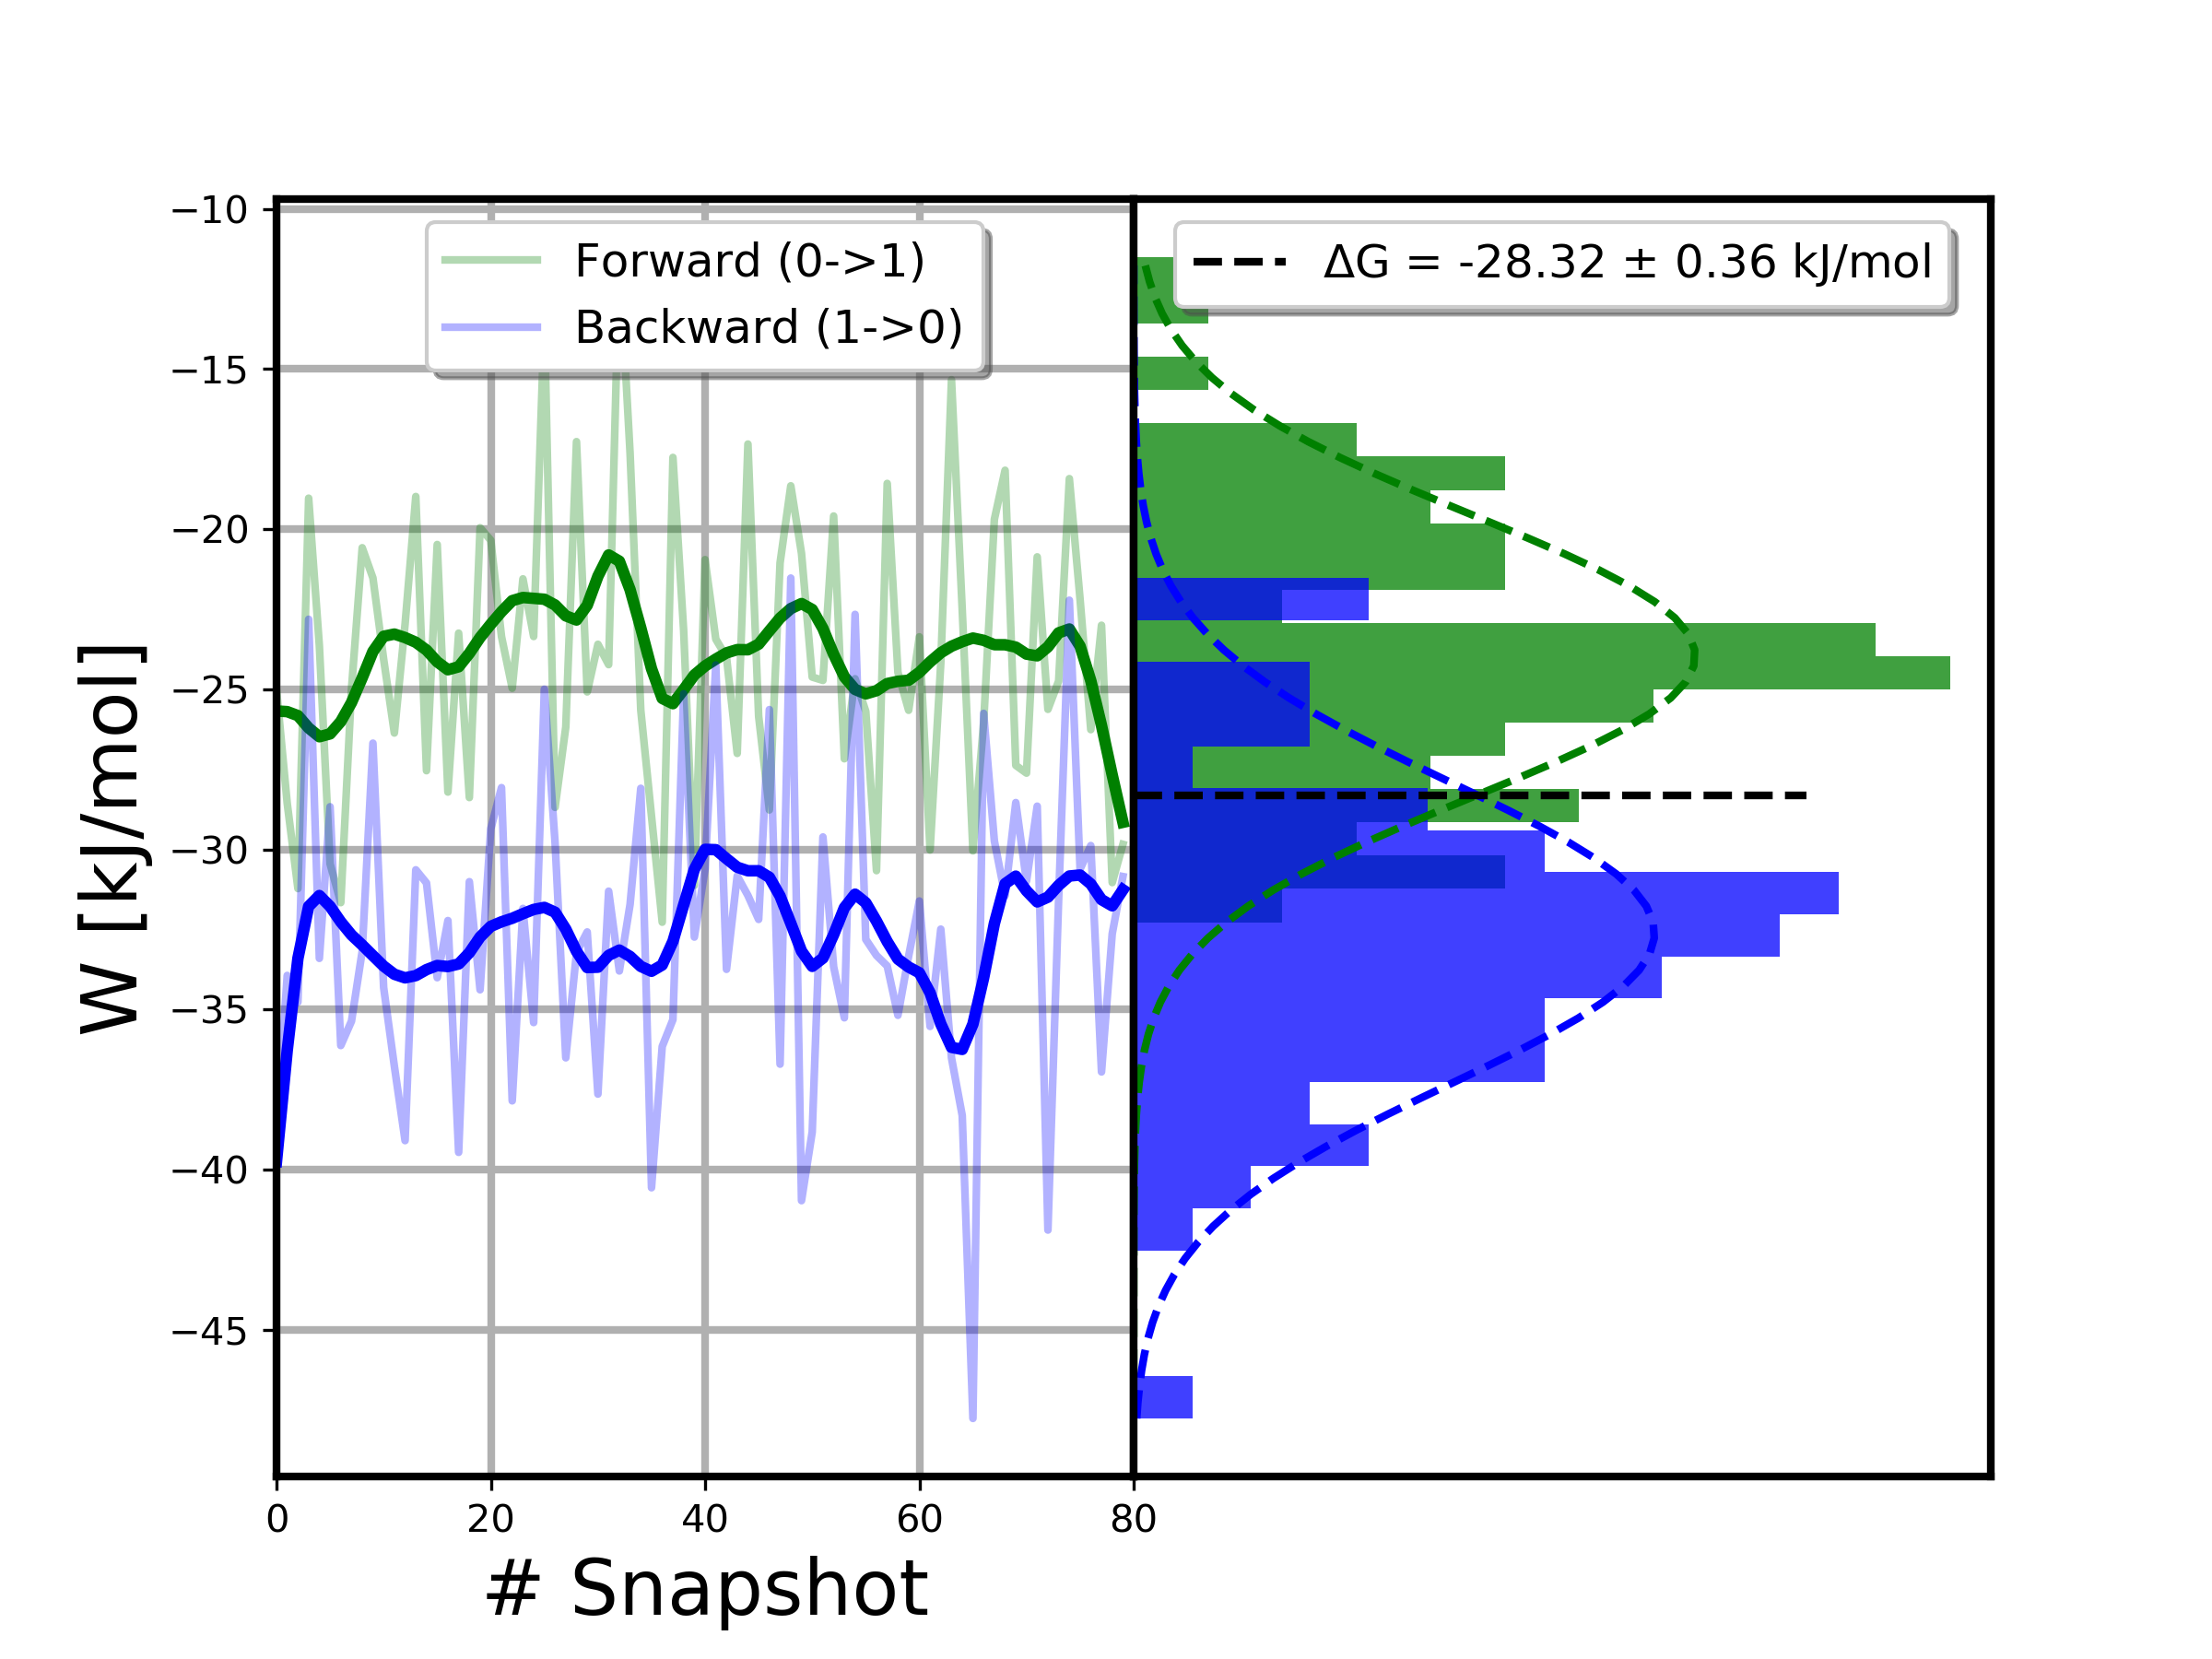 W [kJ/mol]
−10
−15
−20
−25
−30
−35
−40
−45
Forward (0->1)
Backward (1->0)
ΔG = -28.32 ± 0.36 kJ/mol
0 20 40 60 80
# Snapshot